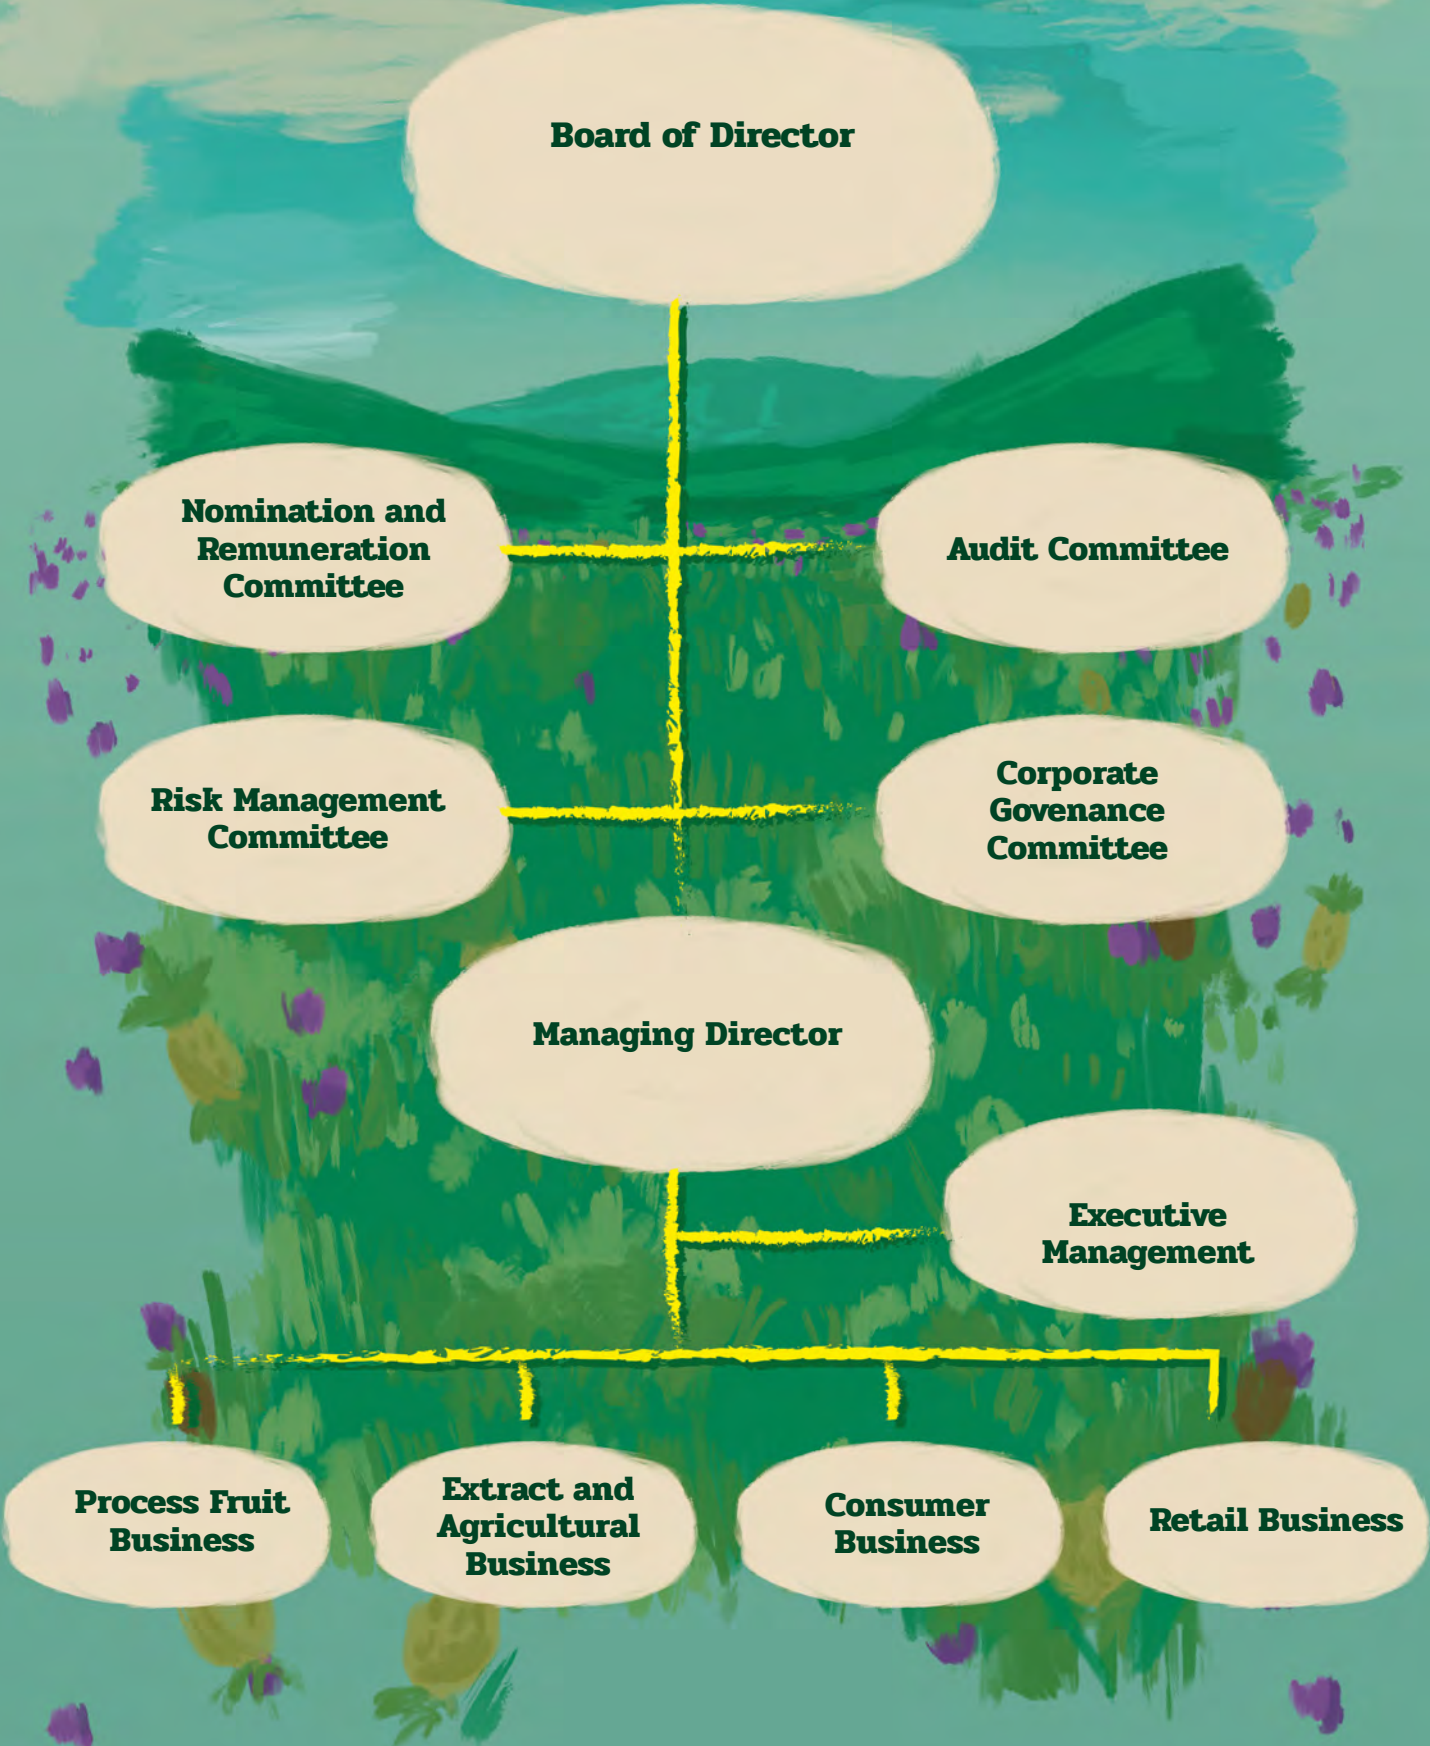 Board of Director
Nomination and
Remuneration
Committee
Audit Committee
Risk Management
Committee
Corporate
Govenance
Committee
Managing Director
Executive
Management
Process Fruit
Business
Extract and
Agricultural
Business
Consumer
Business
Retail Business